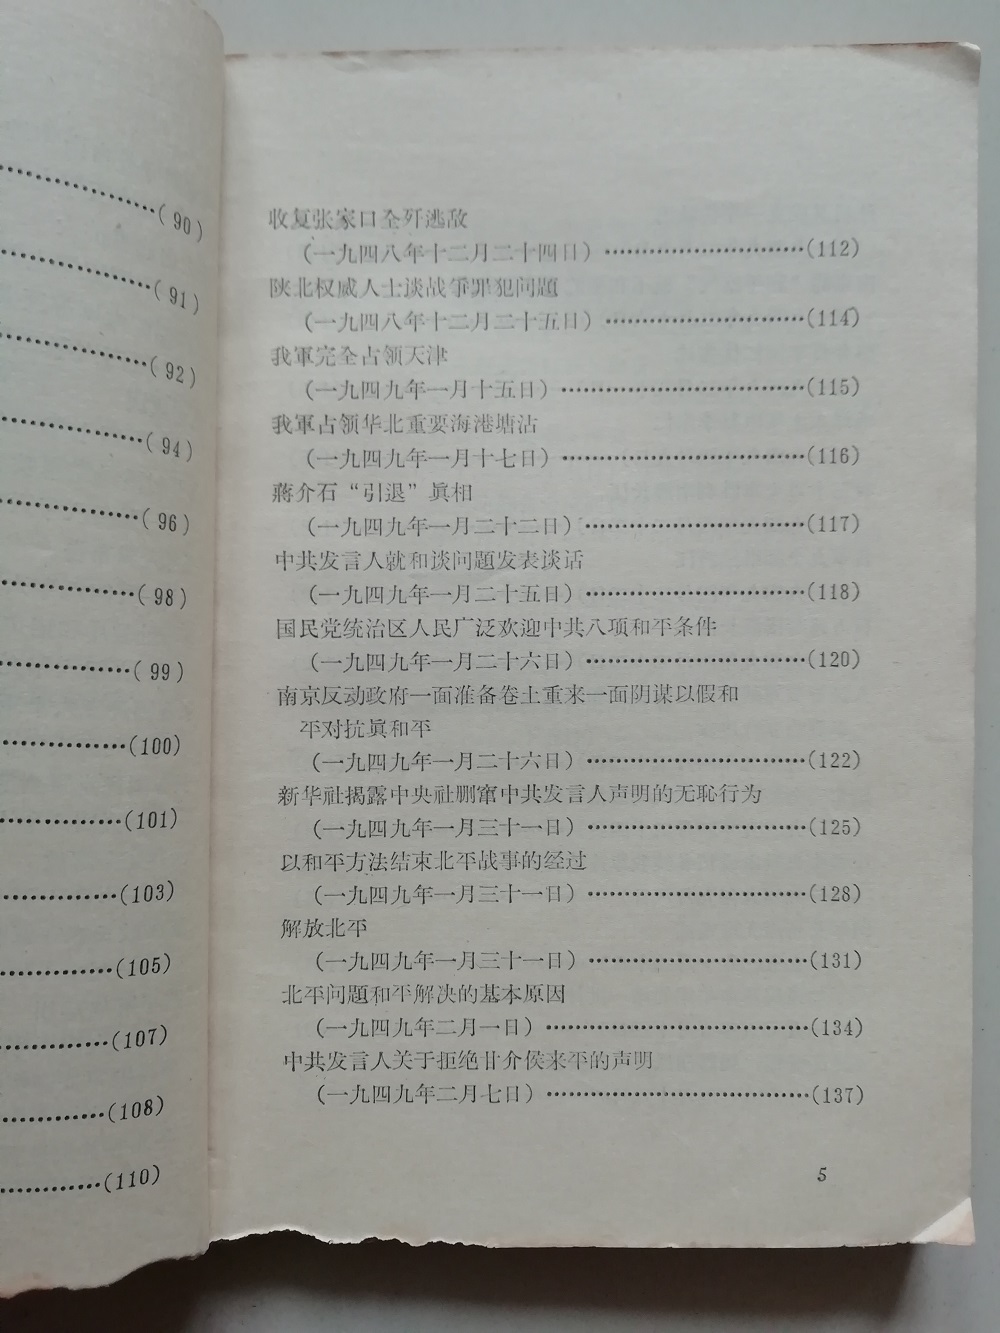 (90)
(91)
(92)
(94)
(96)
(98)
(99)
(100)
(101)
(103)
(105)
(107)
(108)
(110)
收复张家口全歼逃敌
(一九四八年十二月二十四日)………………………(112)
陕北权威人士谈战爭罪犯问題
(一九四八年十二月二十五日)………………………(114)
我軍完全占领天津
(一九四九年一月十五日)……………………………(115)
我軍占领华北重要海港塘沽
(一九四九年一月十七日)……………………………(116)
蔣介石“引退”眞相
(一九四九年一月二十二日)…………………………(117)
中共发言人就和谈问題发表谈话
(一九四九年一月二十五日)…………………………(118)
国民党统治区人民广泛欢迎中共八项和平条件
(一九四九年一月二十六日)…………………………(120)
南京反动政府一面准备卷土重来一面阴谋以假和
平对抗眞和平
(一九四九年一月二十六日)…………………………(122)
新华社揭露中央社删窜中共发言人声明的无恥行为
(一九四九年一月三十一日)…………………………(125)
以和平方法结束北平战事的经过
(一九四九年一月三十一日)…………………………(128)
解放北平
(一九四九年一月三十一日)…………………………(131)
北平问題和平解决的基本原因
(一九四九年二月一日)………………………………(134)
中共发言人关于拒绝甘介侯来平的声明
(一九四九年二月七日)………………………………(137)
5